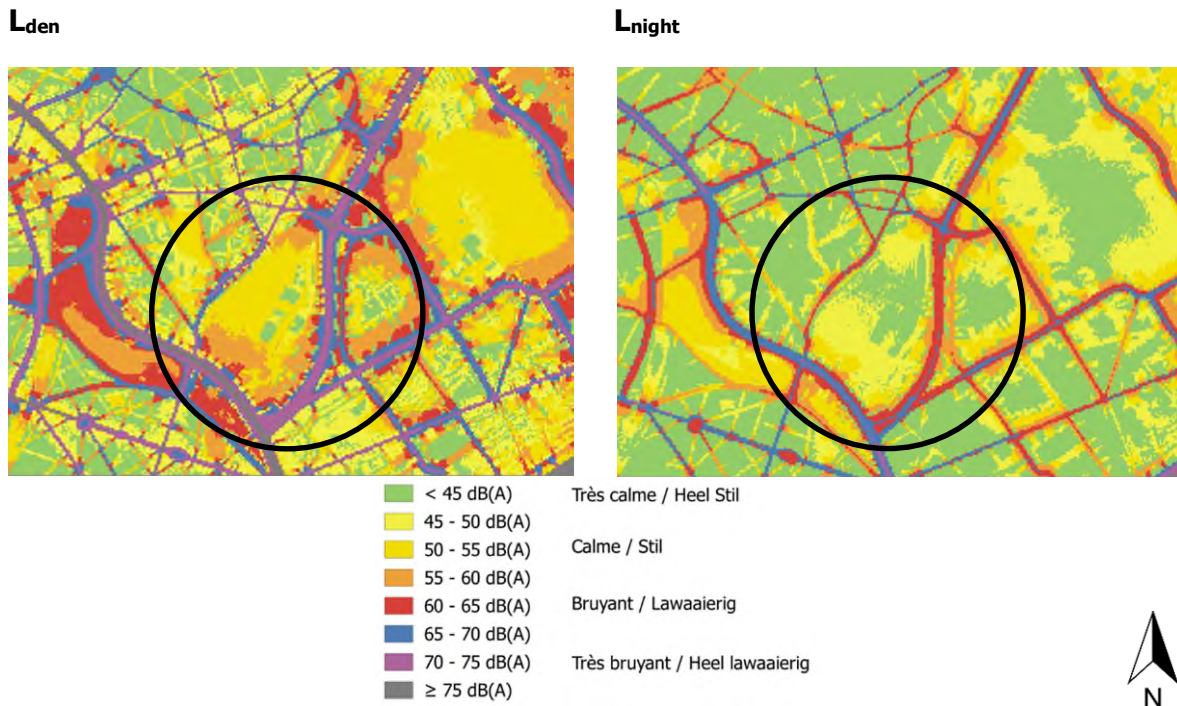 Lden
Lnight
< 45 dB(A) Très calme / Heel Stil
45 - 50 dB(A)
50 - 55 dB(A) Calme / Stil
55 - 60 dB(A)
60 - 65 dB(A) Bruyant / Lawaaierig
65 - 70 dB(A)
70 - 75 dB(A) Très bruyant / Heel lawaaierig
≥ 75 dB(A)
N